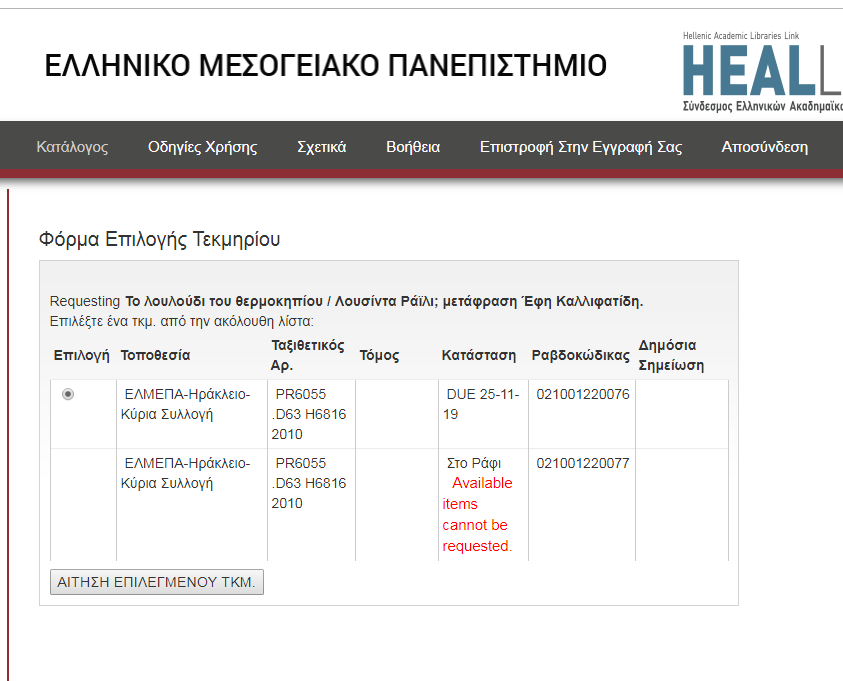 Hellenic Academic Libraries Link
ΕΛΛΗΝΙΚΟ ΜΕΣΟΓΕΙΑΚΟ ΠΑΝΕΠΙΣΤΗΜΙΟ
HEALL
Σύνδεσμος Ελληνικών Ακαδημαϊκο
Κατάλογος Οδηγίες Χρήσης Σχετικά Βοήθεια Επιστροφή Στην Εγγραφή Σας Αποσύνδεση
Φόρμα Επιλογής Τεκμηρίου
Requesting Το λουλούδι του θερμοκηπίου / Λουσίντα Ράϊλι; μετάφραση Έφη Καλλιφατίδη.
Επιλέξτε ένα τκμ. από την ακόλουθη λίστα:
Επιλογή Τοποθεσία Ταξιθετικός Αρ. Τόμος Κατάσταση Ραβδοκώδικας Δημόσια Σημείωση
ΕΛΜΕΠΑ-Ηράκλειο- PR6055 DUE 25-11- 021001220076
Κύρια Συλλογή .D63 H6816 19
2010
ΕΛΜΕΠΑ-Ηράκλειο- PR6055 Στο Ράφι 021001220077
Κύρια Συλλογή .D63 H6816 Available
2010 items
cannot be
requested.
ΑΙΤΗΣΗ ΕΠΙΛΕΓΜΕΝΟΥ ΤΚΜ.